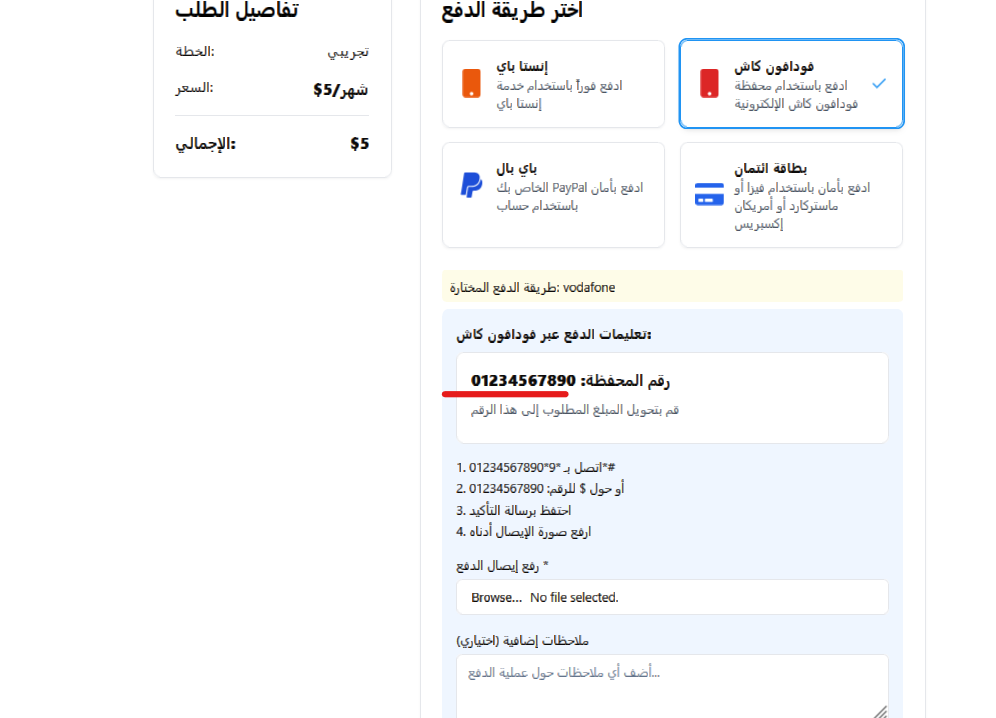 تفاصيل الطلب
الخطة:
تجريبي
السعر:
$5/شهر
الإجمالي:
$5
اختر طريقة الدفع
فودافون كاش
ادفع باستخدام محفظة
فودافون كاش الإلكترونية
إنستا باي
ادفع فوراً باستخدام خدمة
إنستا باي
بطاقة ائتمان
ادفع بأمان باستخدام فيزا أو
ماستركارد أو أمريكان
إكسبريس
باي بال
ادفع بأمان PayPal الخاص بك
باستخدام حساب
طريقة الدفع المختارة: vodafone
تعليمات الدفع عبر فودافون كاش:
رقم المحفظة: 01234567890
قم بتحويل المبلغ المطلوب إلى هذا الرقم
1. اتصل بـ *9*01234567890*#
2. أو حول $ للرقم: 01234567890
3. احتفظ برسالة التأكيد
4. ارفع صورة الإيصال أدناه
رفع إيصال الدفع *
Browse... No file selected.
ملاحظات إضافية (اختياري)
أضف أي ملاحظات حول عملية الدفع...